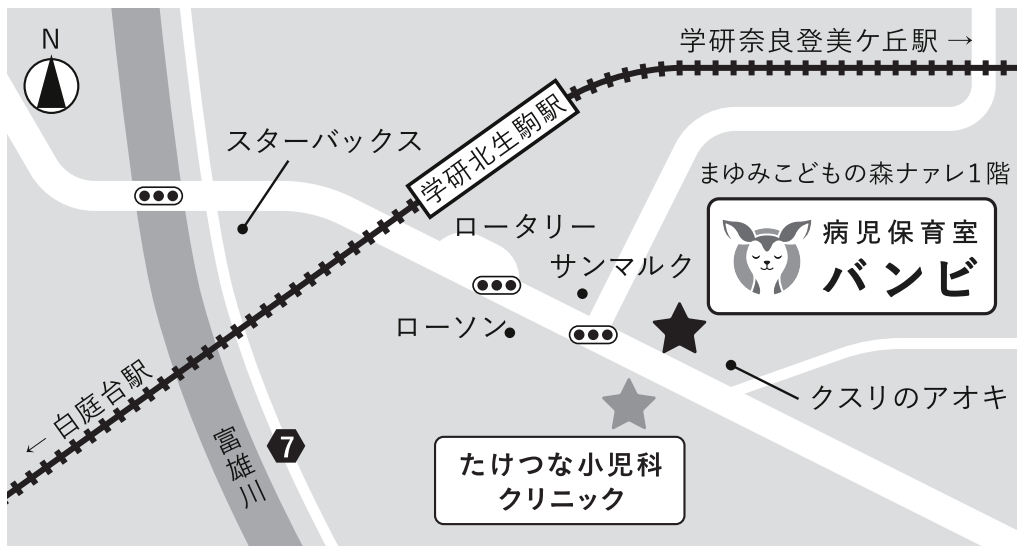 N
学研奈良登美ケ丘駅 →
スターバックス
学研北生駒駅
まゆみこどもの森ナァレ1階
病児保育室
バンビ
ロータリー
サンマルク
ローソン
← 白庭台駅
クスリのアオキ
富雄川
7
たけつな小児科
クリニック